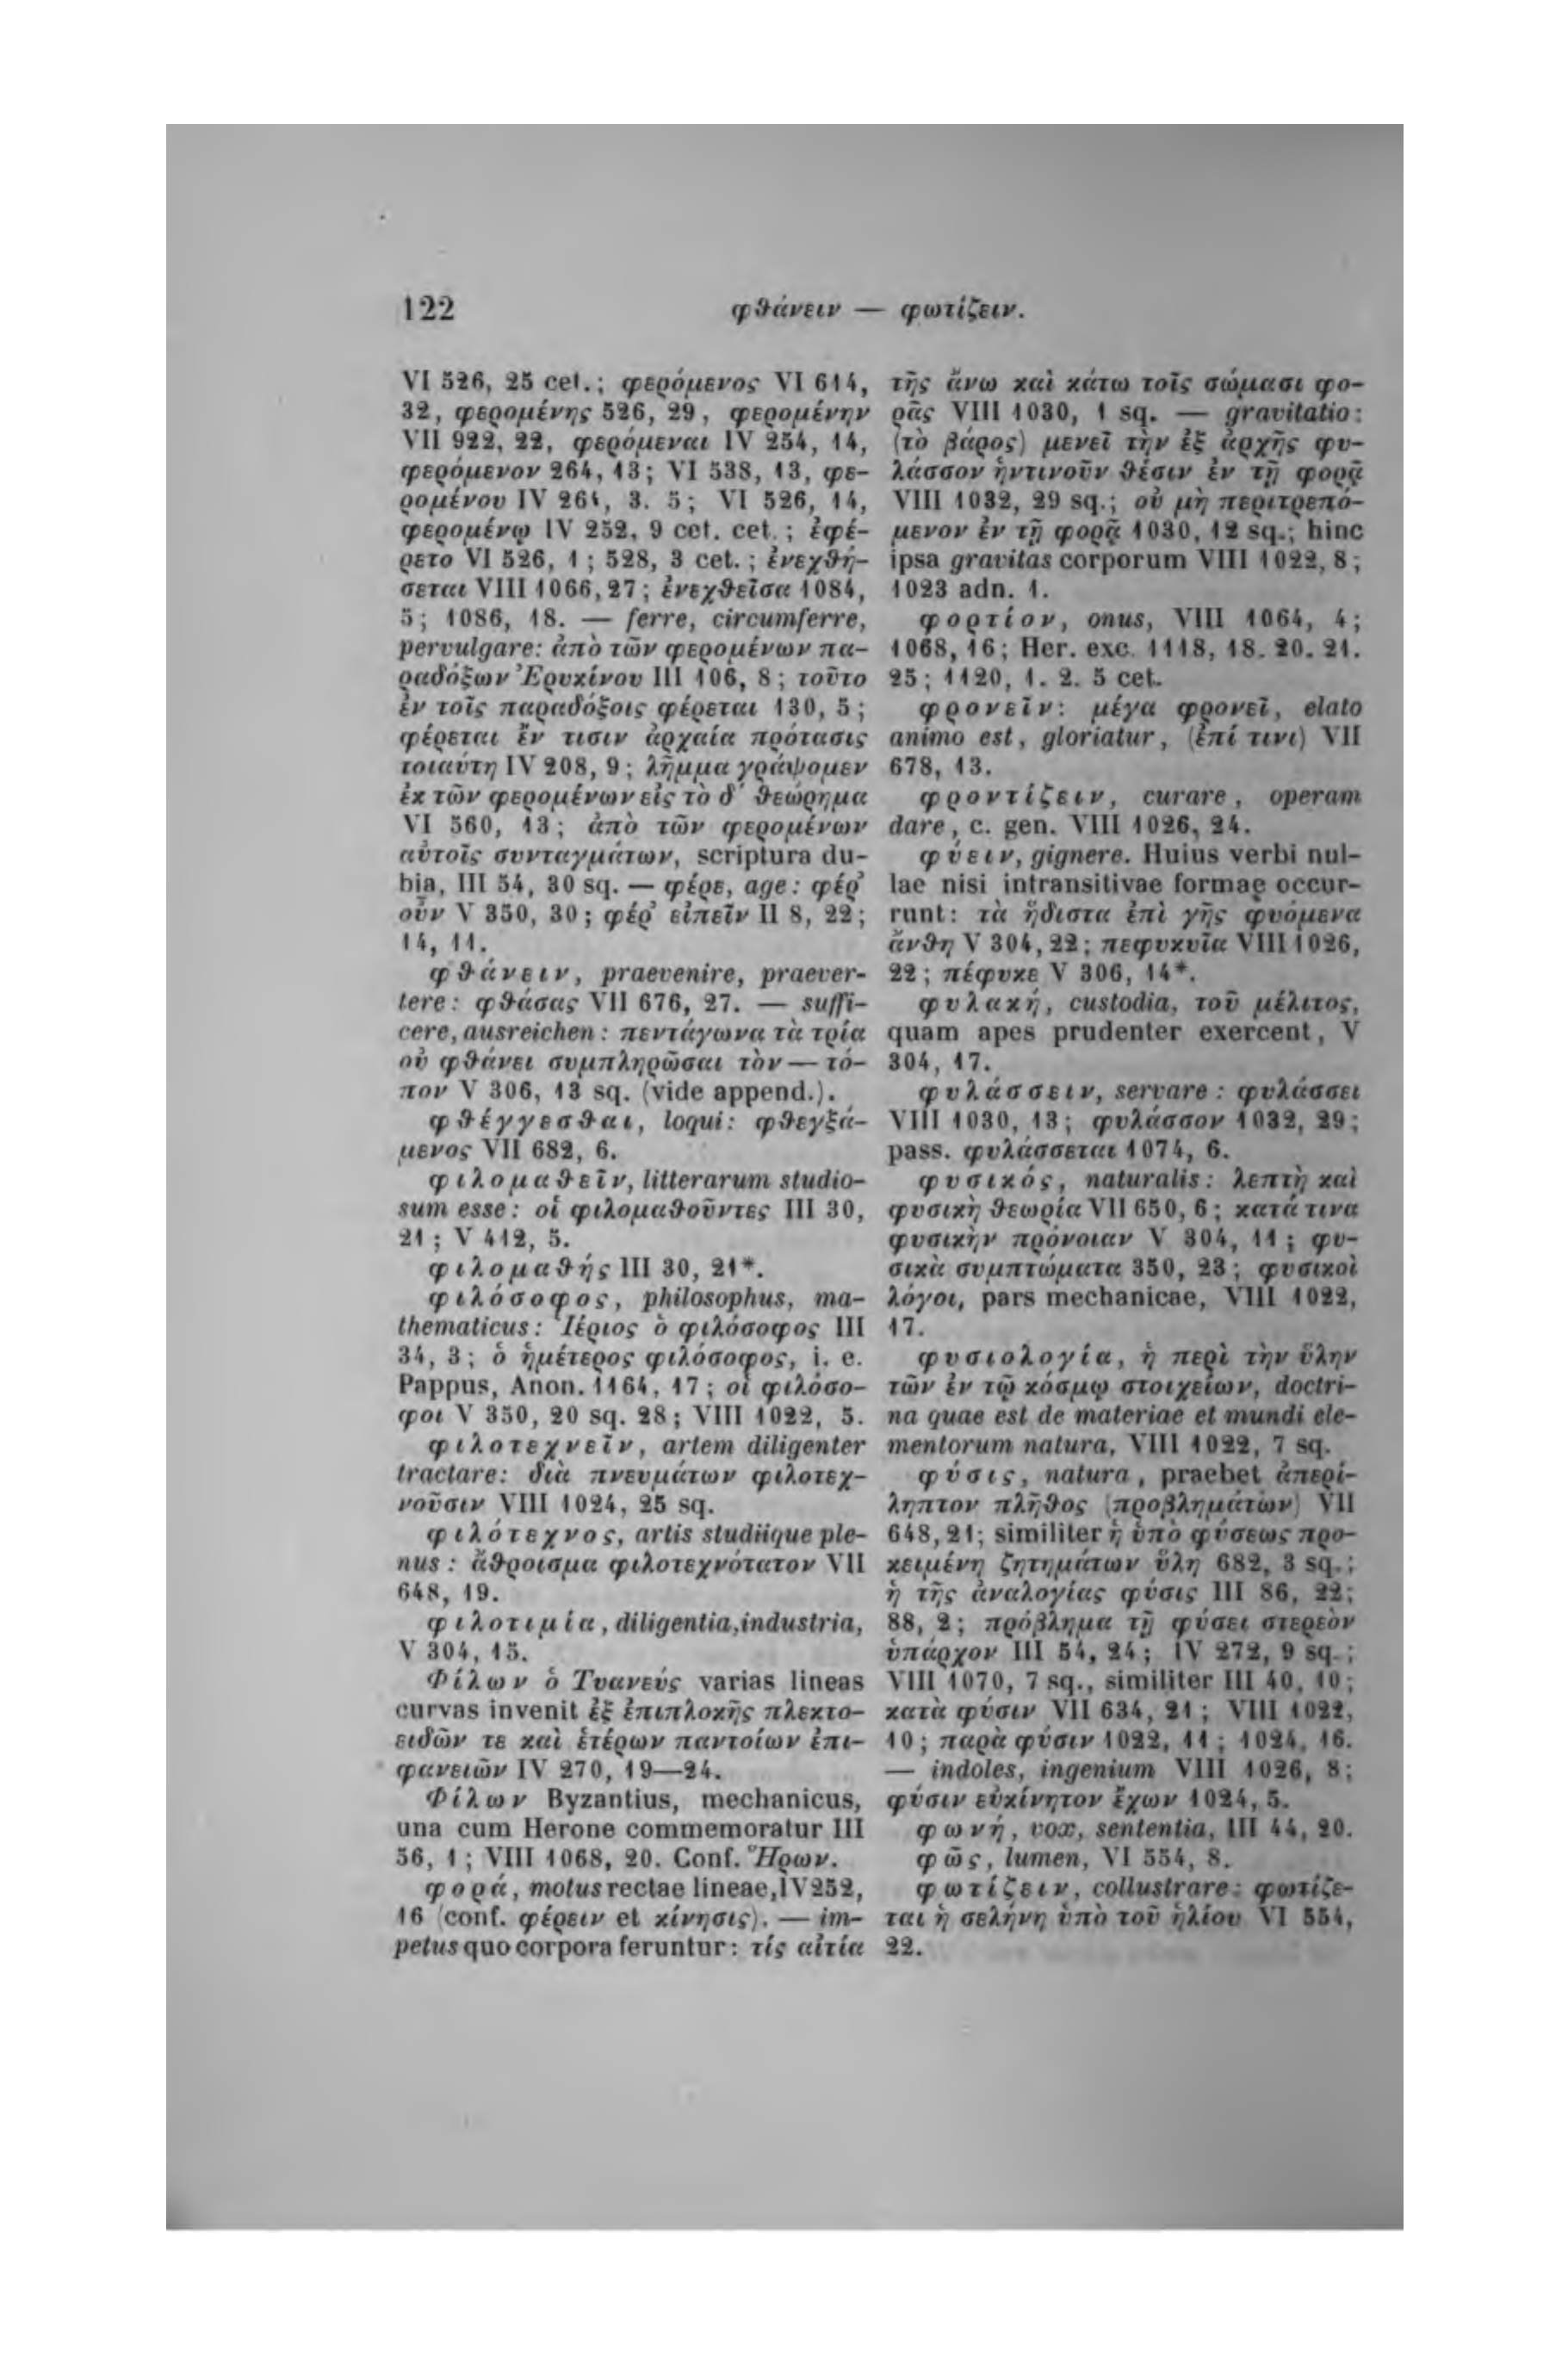 122
φθάνειν — φωτίζειν.
VI 526, 25 cet.; φερόμενος VI 614,
32, φερομένης 526, 29, φερομένην
VII 922, 22, φερόμεναι IV 254, 14,
φερόμενον 264, 13; VI 538, 13, φε-
ρομένου IV 264, 3. 5; VI 526, 14,
φερομένῳ IV 252, 9 cet. cet.; ἐφέ-
ρετο VI 526, 1; 528, 3 cet.; ἐνεχθή-
σεται VIII 1066, 27; ἐνεχθεῖσα 1084,
5; 1086, 18. — ferre, circumferre,
pervulgare: ἀπὸ τῶν φερομένων πα-
ραδόξων Ἐρυκίνου III 106, 8; τοῦτο
ἐν τοῖς παραδόξοις φέρεται 130, 5;
φέρεται ἔν τισιν ἀρχαία πρότασις
τοιαύτη IV 208, 9; λῆμμα γράψομεν
ἐκ τῶν φερομένων εἰς τὸ δ΄ θεώρημα
VI 560, 13; ἀπὸ τῶν φερομένων
αὐτοῖς συνταγμάτων, scriptura du-
bia, III 54, 30 sq. — φέρε, age: φέρ᾽
οὖν V 350, 30; φέρ᾽ εἰπεῖν II 8, 22;
14, 11.
φθάνειν, praevenire, praever-
tere: φθάσας VII 676, 27. — suffi-
cere, ausreichen: πεντάγωνα τὰ τρία
οὐ φθάνει συμπληρῶσαι τὸν — τό-
πον V 306, 13 sq. (vide append.).
φθέγγεσθαι, loqui: φθεγξά-
μενος VII 682, 6.
φιλομαθεῖν, litterarum studio-
sum esse: οἱ φιλομαθοῦντες III 30,
21; V 412, 5.
φιλομαθής III 30, 21*.
φιλόσοφος, philosophus, ma-
thematicus: Ἱέριος ὁ φιλόσοφος III
34, 3; ὁ ἡμέτερος φιλόσοφος, i. e.
Pappus, Anon. 1164, 17; οἱ φιλόσο-
φοι V 350, 20 sq. 28; VIII 1022, 5.
φιλοτεχνεῖν, artem diligenter
tractare: διὰ πνευμάτων φιλοτεχ-
νοῦσιν VIII 1024, 25 sq.
φιλότεχνος, artis studiique ple-
nus: ἄθροισμα φιλοτεχνότατον VII
648, 19.
φιλοτιμία, diligentia, industria,
V 304, 15.
Φίλων ὁ Τυανεύς varias lineas
curvas invenit ἐξ ἐπιπλοκῆς πλεκτο-
ειδῶν τε καὶ ἑτέρων παντοίων ἐπι-
φανειῶν IV 270, 19—24.
Φίλων Byzantius, mechanicus,
una cum Herone commemoratur III
56, 1; VIII 1068, 20. Conf. Ἥρων.
φορά, motus rectae lineae, IV 252,
16 (conf. φέρειν et κίνησις). — im-
petus quo corpora feruntur: τίς αἰτία
τῆς ἄνω καὶ κάτω τοῖς σώμασι φο-
ρᾶς VIII 1030, 1 sq. — gravitatio:
(τὸ βάρος) μενεῖ τὴν ἐξ ἀρχῆς φυ-
λάσσον ἡντινοῦν θέσιν ἐν τῇ φορᾷ
VIII 1032, 29 sq.; οὐ μὴ περιτρεπό-
μενον ἐν τῇ φορᾷ 1030, 12 sq.; hinc
ipsa gravitas corporum VIII 1022, 8;
1023 adn. 1.
φορτίον, onus, VIII 1064, 4;
1068, 16; Her. exc. 1118, 18. 20. 21.
25; 1120, 1. 2. 5 cet.
φρονεῖν: μέγα φρονεῖ, elato
animo est, gloriatur, (ἐπί τινι) VII
678, 13.
φροντίζειν, curare, operam
dare, c. gen. VIII 1026, 24.
φύειν, gignere. Huius verbi nul-
lae nisi intransitivae formae occur-
runt: τὰ ἥδιστα ἐπὶ γῆς φυόμενα
ἄνθη V 304, 22; πεφυκυῖα VIII 1026,
22; πέφυκε V 306, 14*.
φυλακή, custodia, τοῦ μέλιτος,
quam apes prudenter exercent, V
304, 17.
φυλάσσειν, servare: φυλάσσει
VIII 1030, 13; φυλάσσον 1032, 29;
pass. φυλάσσεται 1074, 6.
φυσικός, naturalis: λεπτὴ καὶ
φυσικὴ θεωρία VII 650, 6; κατά τινα
φυσικὴν πρόνοιαν V 304, 11; φυ-
σικὰ συμπτώματα 350, 23; φυσικοὶ
λόγοι, pars mechanicae, VIII 1022,
17.
φυσιολογία, ἡ περὶ τὴν ὕλην
τῶν ἐν τῷ κόσμῳ στοιχείων, doctri-
na quae est de materiae et mundi ele-
mentorum natura, VIII 1022, 7 sq.
φύσις, natura, praebet ἀπερί-
ληπτον πλῆθος (προβλημάτων) VII
648, 21; similiter ἡ ὑπὸ φύσεως προ-
κειμένη ζητημάτων ὕλη 682, 3 sq.;
ἡ τῆς ἀναλογίας φύσις III 86, 22;
88, 2; πρόβλημα τῇ φύσει στερεὸν
ὑπάρχον III 54, 24; IV 272, 9 sq.;
VIII 1070, 7 sq., similiter III 40, 10;
κατὰ φύσιν VII 634, 21; VIII 1022,
10; παρὰ φύσιν 1022, 11; 1024, 16.
— indoles, ingenium VIII 1026, 8;
φύσιν εὐκίνητον ἔχων 1024, 5.
φωνή, vox, sententia, III 44, 20.
φῶς, lumen, VI 554, 8.
φωτίζειν, collustrare: φωτίζε-
ται ἡ σελήνη ὑπὸ τοῦ ἡλίου VI 554,
22.